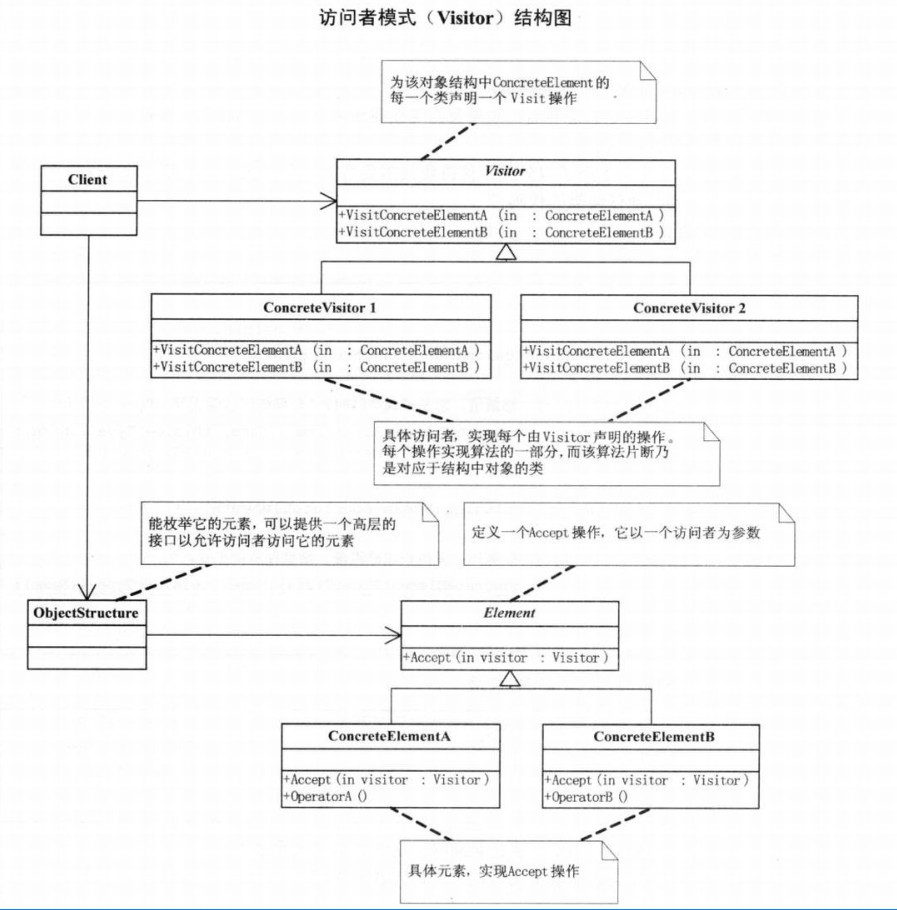 访问者模式（Visitor）结构图
为该对象结构中ConcreteElement的
每一个类声明一个 Visit 操作
Client
Visitor
+VisitConcreteElementA (in : ConcreteElementA )
+VisitConcreteElementB (in : ConcreteElementB )
ConcreteVisitor 1
+VisitConcreteElementA (in : ConcreteElementA )
+VisitConcreteElementB (in : ConcreteElementB )
ConcreteVisitor 2
+VisitConcreteElementA (in : ConcreteElementA )
+VisitConcreteElementB (in : ConcreteElementB )
具体访问者，实现每个由Visitor 声明的操作。
每个操作实现算法的一部分，而该算法片断乃
是对应于结构中对象的类
能枚举它的元素，可以提供一个高层的
接口以允许访问者访问它的元素
定义一个Accept 操作，它以一个访问者为参数
ObjectStructure
Element
+Accept (in visitor : Visitor )
ConcreteElementA
+Accept (in visitor : Visitor )
+OperatorA ()
ConcreteElementB
+Accept (in visitor : Visitor )
+OperatorB ()
具体元素，实现Accept 操作